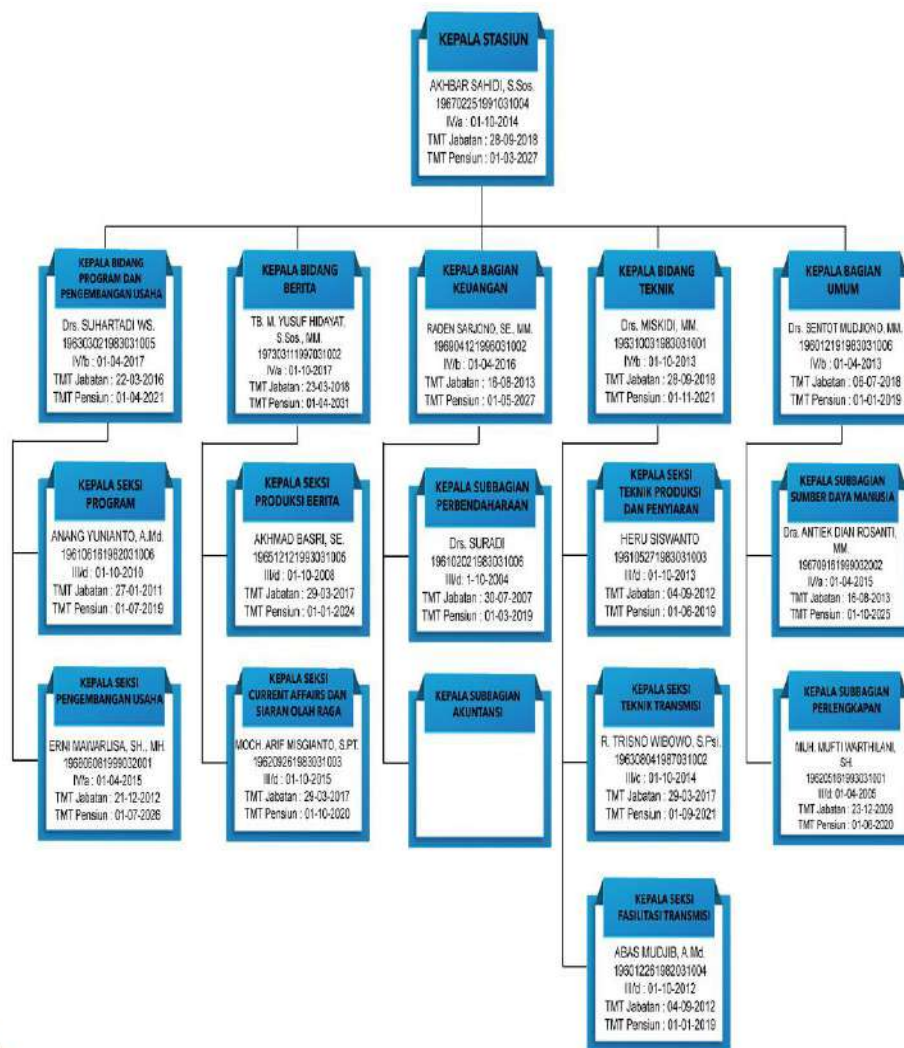 KEPALA STASIUN
AKHBAR SAHIDI, S.Sos.
196702251991031004
IV/a : 01-10-2014
TMT Jabatan : 28-09-2018
TMT Pensiun : 01-03-2027
KEPALA BIDANG
PROGRAM DAN
PENGEMBANGAN USAHA
Drs. SUHARTADI WS.
196303021983031005
IV/b : 01-04-2017
TMT Jabatan : 22-03-2016
TMT Pensiun : 01-04-2021
KEPALA BIDANG
BERITA
TB. M. YUSUF HIDAYAT,
S.Sos., MM.
197303111997031002
IV/a : 01-10-2017
TMT Jabatan : 23-03-2018
TMT Pensiun : 01-04-2031
KEPALA BAGIAN
KEUANGAN
RADEN SARJONO, SE., MM.
196904121996031002
IV/b : 01-04-2016
TMT Jabatan : 16-08-2013
TMT Pensiun : 01-05-2027
KEPALA BIDANG
TEKNIK
Drs. MISKIDI, MM.
196310031983031001
IV/b : 01-10-2013
TMT Jabatan : 28-09-2018
TMT Pensiun : 01-11-2021
KEPALA BAGIAN
UMUM
Drs. SENTOT MUDJIONO, MM.
196012191983031006
IV/b : 01-04-2013
TMT Jabatan : 06-07-2018
TMT Pensiun : 01-01-2019
KEPALA SEKSI
PROGRAM
ANANG YUNIANTO, A.Md.
196106161982031006
III/d : 01-10-2010
TMT Jabatan : 27-01-2011
TMT Pensiun : 01-07-2019
KEPALA SEKSI
PRODUKSI BERITA
AKHMAD BASRI, SE.
196512121993031005
III/d : 01-10-2008
TMT Jabatan : 29-03-2017
TMT Pensiun : 01-01-2024
KEPALA SUBBAGIAN
PERBENDAHARAAN
Drs. SURADI
196102021983031006
III/d : 1-10-2004
TMT Jabatan : 30-07-2007
TMT Pensiun : 01-03-2019
KEPALA SEKSI
TEKNIK PRODUKSI
DAN PENYIARAN
HERU SISWANTO
196105271983031003
III/d : 01-10-2013
TMT Jabatan : 04-09-2012
TMT Pensiun : 01-06-2019
KEPALA SUBBAGIAN
SUMBER DAYA MANUSIA
Dra. ANTIEK DIAN ROSANTI,
MM.
196709161999032002
IV/a : 01-04-2015
TMT Jabatan : 16-08-2013
TMT Pensiun : 01-10-2025
KEPALA SEKSI
PENGEMBANGAN USAHA
ERNI MAWARLISA, SH., MH.
196806081999032001
IV/a : 01-04-2015
TMT Jabatan : 21-12-2012
TMT Pensiun : 01-07-2026
KEPALA SEKSI
CURRENT AFFAIRS DAN
SIARAN OLAH RAGA
MOCH. ARIF MISGIANTO, S.PT.
196209261983031003
III/d : 01-10-2015
TMT Jabatan : 29-03-2017
TMT Pensiun : 01-10-2020
KEPALA SUBBAGIAN
AKUNTANSI
KEPALA SEKSI
TEKNIK TRANSMISI
R. TRISNO WIBOWO, S.Psi.
196308041987031002
III/c : 01-10-2014
TMT Jabatan : 29-03-2017
TMT Pensiun : 01-09-2021
KEPALA SUBBAGIAN
PERLENGKAPAN
MUH. MUFTI WARTHILANI,
SH.
196205161993031001
III/d: 01-04-2005
TMT Jabatan : 23-12-2009
TMT Pensiun : 01-06-2020
KEPALA SEKSI
FASILITASI TRANSMISI
ABAS MUDJIB, A.Md.
196012261982031004
III/d : 01-10-2012
TMT Jabatan : 04-09-2012
TMT Pensiun : 01-01-2019